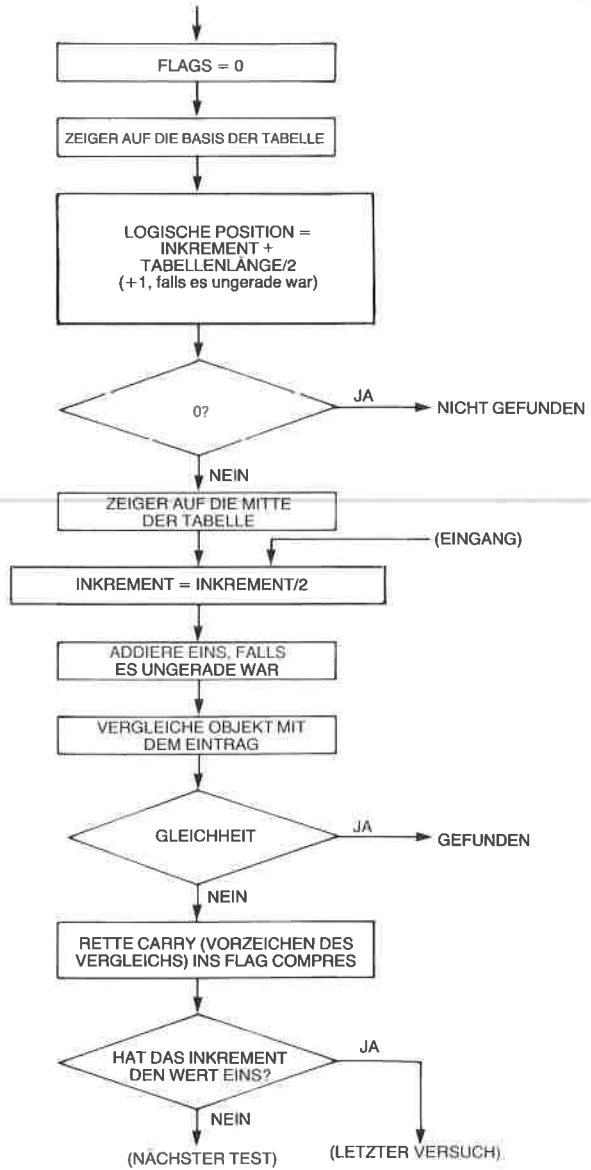 FLAGS = 0
ZEIGER AUF DIE BASIS DER TABELLE
LOGISCHE POSITION =
INKREMENT +
TABELLENLÄNGE/2
(+1, falls es ungerade war)
0?
JA
NICHT GEFUNDEN
NEIN
ZEIGER AUF DIE MITTE
DER TABELLE
(EINGANG)
INKREMENT = INKREMENT/2
ADDIERE EINS, FALLS
ES UNGERADE WAR
VERGLEICHE OBJEKT MIT
DEM EINTRAG
GLEICHHEIT
JA
GEFUNDEN
NEIN
RETTE CARRY (VORZEICHEN DES
VERGLEICHS) INS FLAG COMPRES
HAT DAS INKREMENT
DEN WERT EINS?
JA
NEIN
(NÄCHSTER TEST)
(LETZTER VERSUCH)